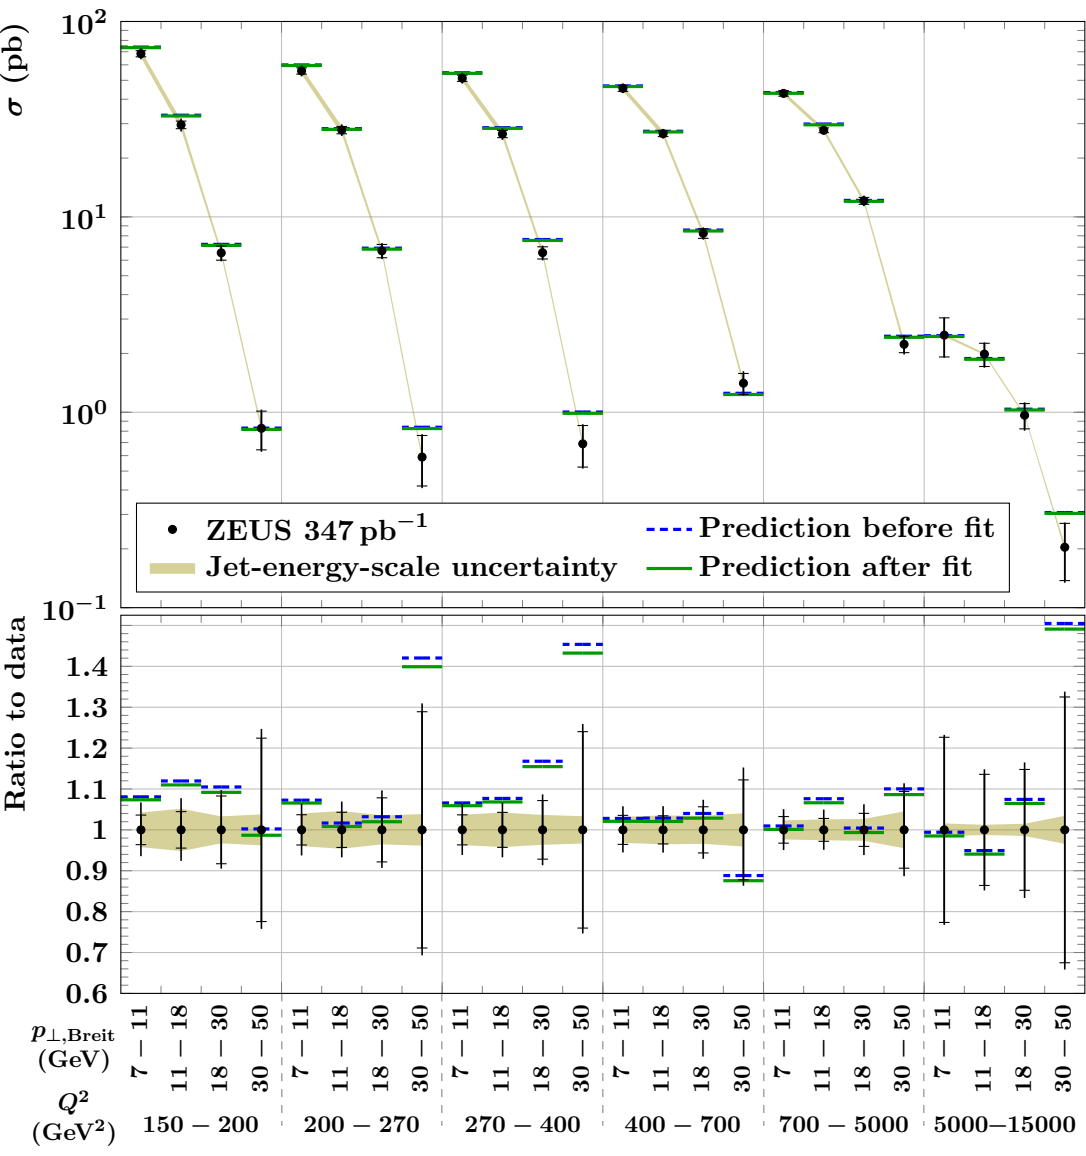 σ (pb)
10²
10¹
10⁰
10⁻¹
ZEUS 347 pb⁻¹
Jet-energy-scale uncertainty
Prediction before fit
Prediction after fit
Ratio to data
1.4
1.3
1.2
1.1
1
0.9
0.8
0.7
0.6
p⊥,Breit
(GeV)
7 − 11
11 − 18
18 − 30
30 − 50
7 − 11
11 − 18
18 − 30
30 − 50
7 − 11
11 − 18
18 − 30
30 − 50
7 − 11
11 − 18
18 − 30
30 − 50
7 − 11
11 − 18
18 − 30
30 − 50
7 − 11
11 − 18
18 − 30
30 − 50
Q²
(GeV²)
150 − 200
200 − 270
270 − 400
400 − 700
700 − 5000
5000−15000